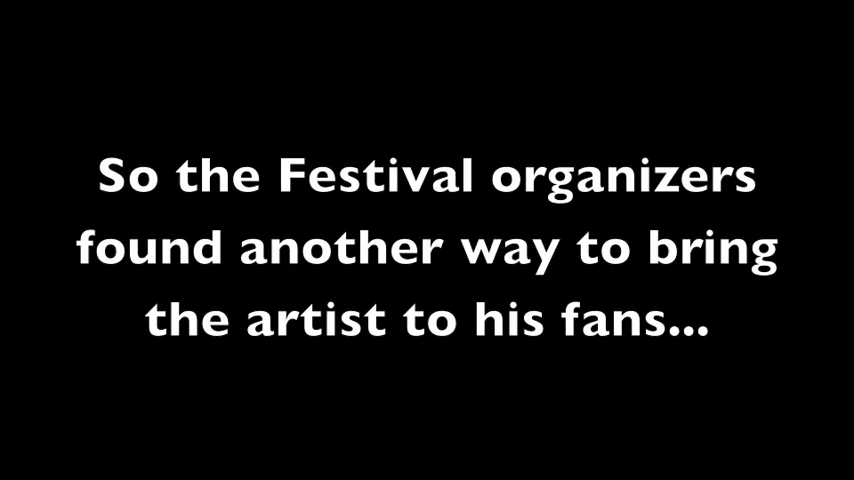 So the Festival organizers
found another way to bring
the artist to his fans...